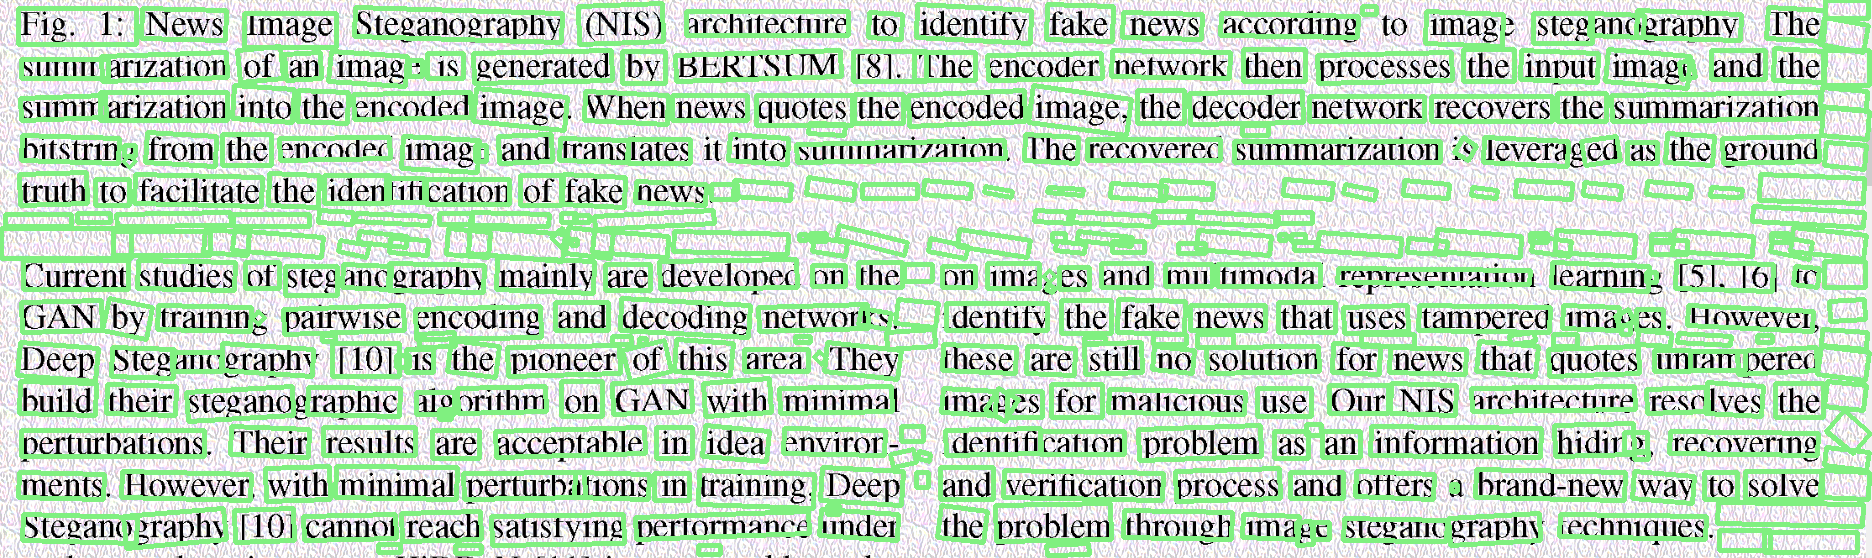 Fig. 1: News Image Steganography (NIS) architecture to identify fake news according to image steganography The
summarization of an image is generated by BERTSUM [8]. The encoder network then processes the input image and the
summarization into the encoded image. When news quotes the encoded image, the decoder network recovers the summarization
bitstring from the encoded image and translates it into summarization. The recovered summarization is leveraged as the ground
truth to facilitate the identification of fake news.
Current studies of steganography mainly are developed on the
GAN by training pairwise encoding and decoding networks.
Deep Steganography [10] is the pioneer of this area They
build their steganographic algorithm on GAN with minimal
perturbations. Their results are acceptable in idea environ-
ments. However, with minimal perturbations in training, Deep
Steganography [10] cannot reach satisfying performance under
on images and multimodal representation learning [5], [6] to
identify the fake news that uses tampered images. However,
these are still no solution for news that quotes untampered
images for malicious use Our NIS architecture resolves the
identification problem as an information hiding, recovering
and verification process and offers a brand-new way to solve
the problem through image steganography techniques.